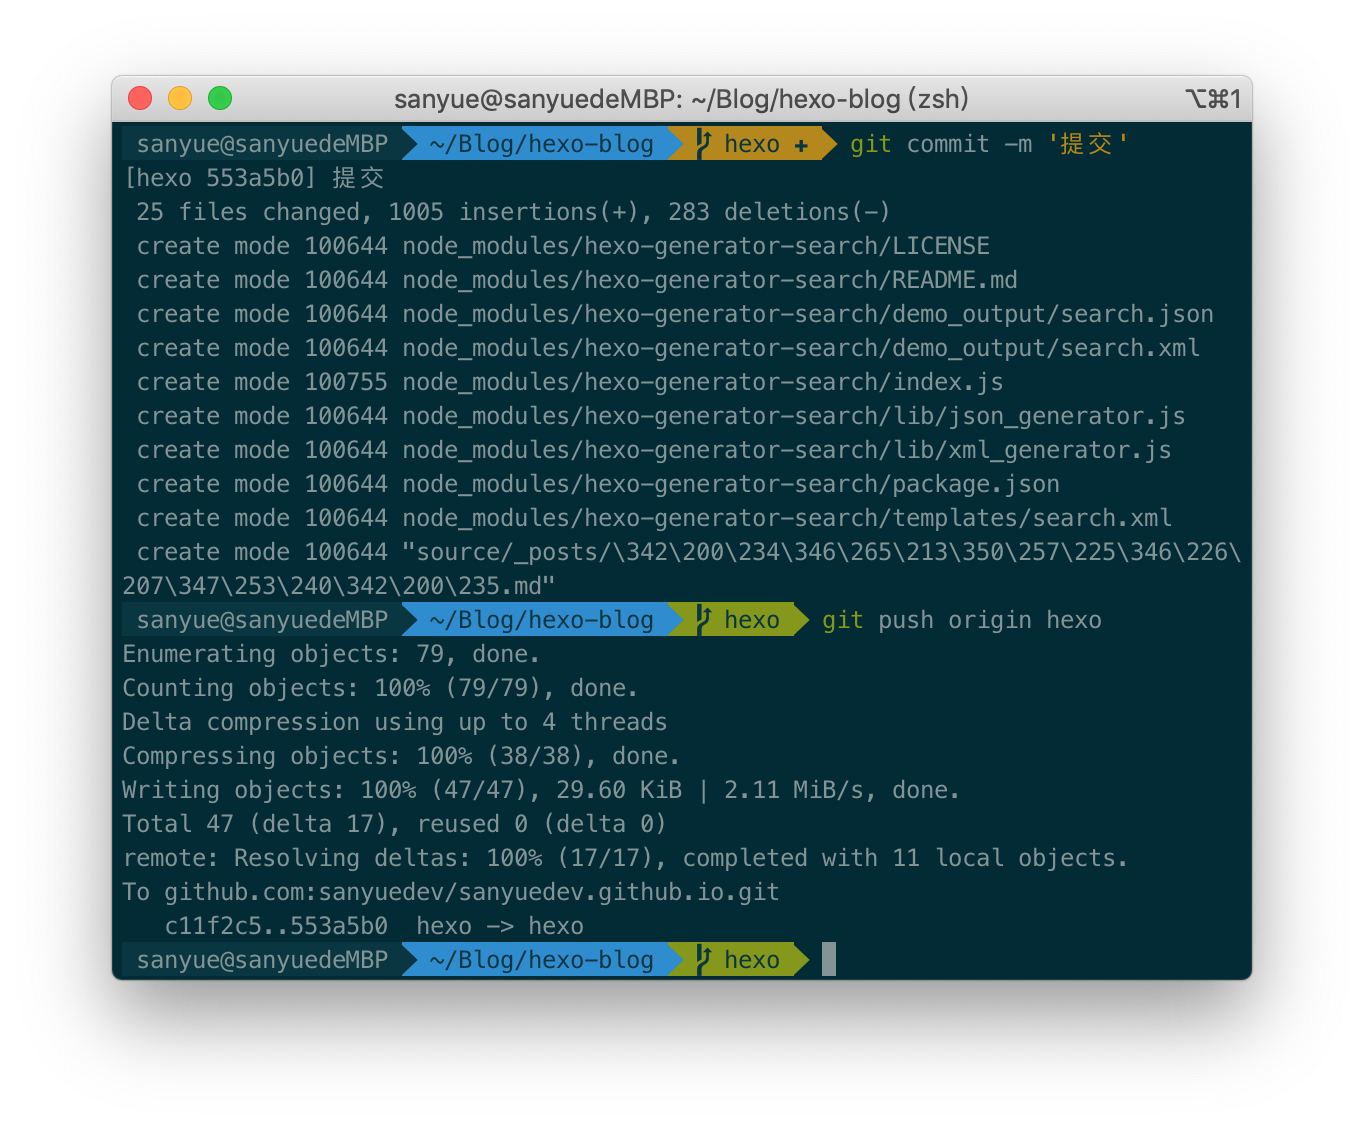 sanyue@sanyuedeMBP: ~/Blog/hexo-blog (zsh) ⌥⌘1
sanyue@sanyuedeMBP ~/Blog/hexo-blog hexo + git commit -m '提交'
[hexo 553a5b0] 提交
25 files changed, 1005 insertions(+), 283 deletions(-)
create mode 100644 node_modules/hexo-generator-search/LICENSE
create mode 100644 node_modules/hexo-generator-search/README.md
create mode 100644 node_modules/hexo-generator-search/demo_output/search.json
create mode 100644 node_modules/hexo-generator-search/demo_output/search.xml
create mode 100755 node_modules/hexo-generator-search/index.js
create mode 100644 node_modules/hexo-generator-search/lib/json_generator.js
create mode 100644 node_modules/hexo-generator-search/lib/xml_generator.js
create mode 100644 node_modules/hexo-generator-search/package.json
create mode 100644 node_modules/hexo-generator-search/templates/search.xml
create mode 100644 "source/_posts/\342\200\234\346\265\213\350\257\225\346\226\
207\347\253\240\342\200\235.md"
sanyue@sanyuedeMBP ~/Blog/hexo-blog hexo git push origin hexo
Enumerating objects: 79, done.
Counting objects: 100% (79/79), done.
Delta compression using up to 4 threads
Compressing objects: 100% (38/38), done.
Writing objects: 100% (47/47), 29.60 KiB | 2.11 MiB/s, done.
Total 47 (delta 17), reused 0 (delta 0)
remote: Resolving deltas: 100% (17/17), completed with 11 local objects.
To github.com:sanyuedev/sanyuedev.github.io.git
c11f2c5..553a5b0  hexo -> hexo
sanyue@sanyuedeMBP ~/Blog/hexo-blog hexo